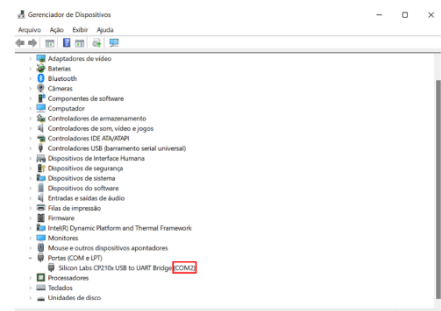 Gerenciador de Dispositivos
Arquivo Ação Exibir Ajuda
Adaptadores de vídeo
Baterias
Bluetooth
Câmeras
Componentes de software
Computador
Controladores de armazenamento
Controladores de som, vídeo e jogos
Controladores IDE ATA/ATAPI
Controladores USB (barramento serial universal)
Dispositivos de Interface Humana
Dispositivos de segurança
Dispositivos de sistema
Dispositivos do software
Entradas e saídas de áudio
Filas de impressão
Firmware
Intel(R) Dynamic Platform and Thermal Framework
Monitores
Mouse e outros dispositivos apontadores
Portas (COM e LPT)
Silicon Labs CP210x USB to UART Bridge (COM2)
Processadores
Teclados
Unidades de disco